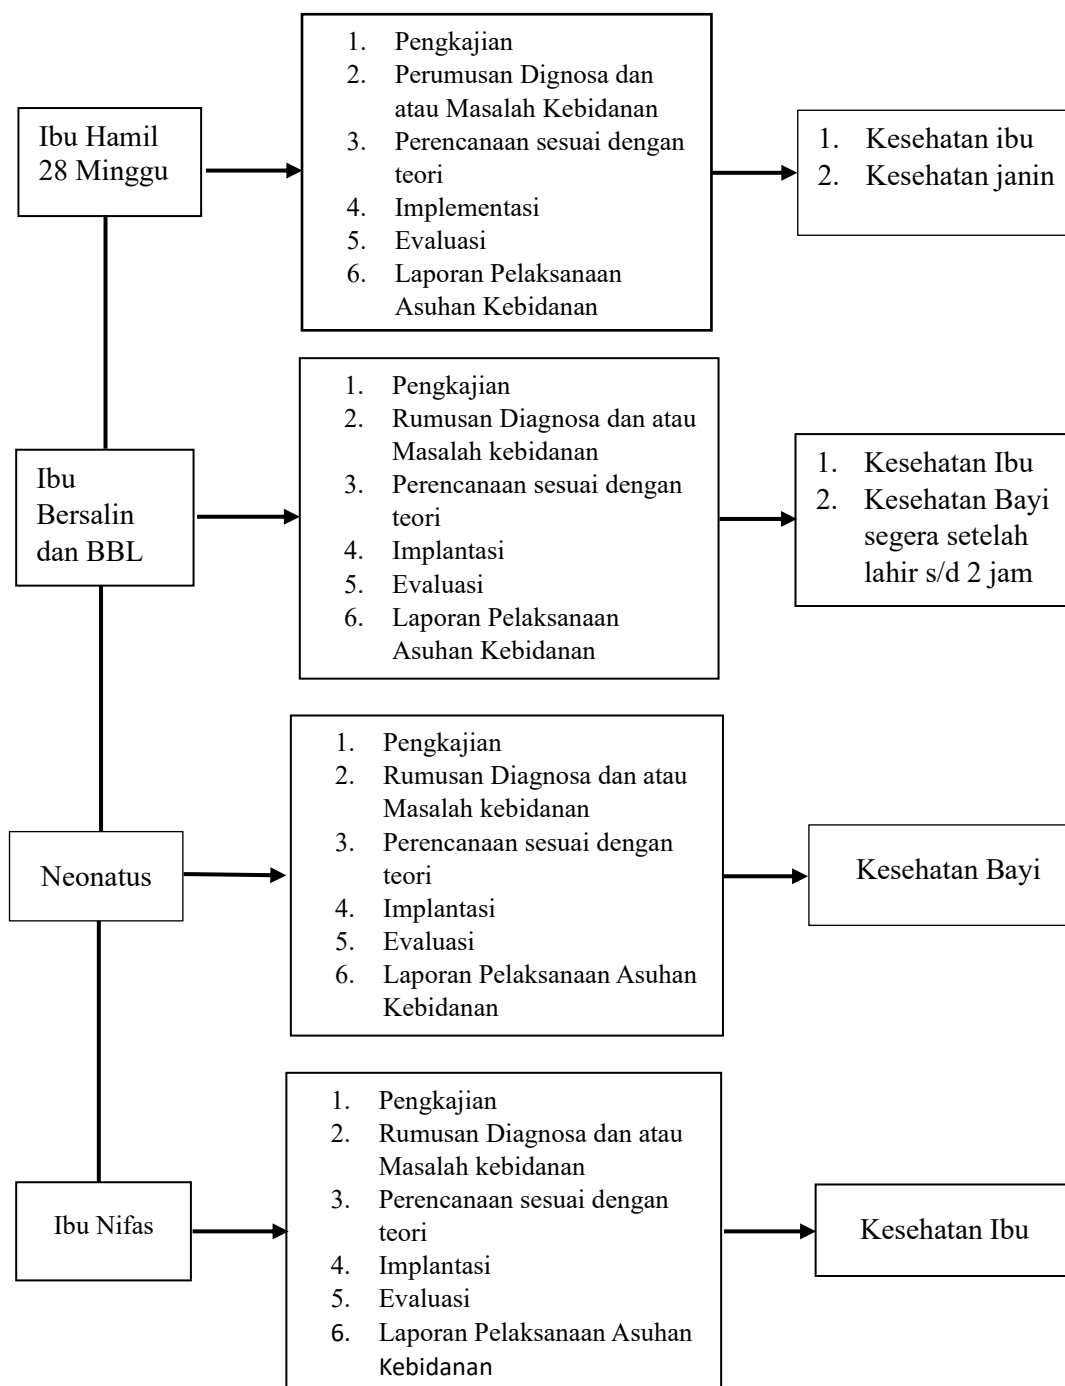 Ibu Hamil
28 Minggu
1. Pengkajian
2. Perumusan Dignosa dan
atau Masalah Kebidanan
3. Perencanaan sesuai dengan
teori
4. Implementasi
5. Evaluasi
6. Laporan Pelaksanaan
Asuhan Kebidanan
1. Kesehatan ibu
2. Kesehatan janin
Ibu
Bersalin
dan BBL
1. Pengkajian
2. Rumusan Diagnosa dan atau
Masalah kebidanan
3. Perencanaan sesuai dengan
teori
4. Implantasi
5. Evaluasi
6. Laporan Pelaksanaan
Asuhan Kebidanan
1. Kesehatan Ibu
2. Kesehatan Bayi
segera setelah
lahir s/d 2 jam
Neonatus
1. Pengkajian
2. Rumusan Diagnosa dan atau
Masalah kebidanan
3. Perencanaan sesuai dengan
teori
4. Implantasi
5. Evaluasi
6. Laporan Pelaksanaan Asuhan
Kebidanan
Kesehatan Bayi
Ibu Nifas
1. Pengkajian
2. Rumusan Diagnosa dan atau
Masalah kebidanan
3. Perencanaan sesuai dengan
teori
4. Implantasi
5. Evaluasi
6. Laporan Pelaksanaan Asuhan
Kebidanan
Kesehatan Ibu